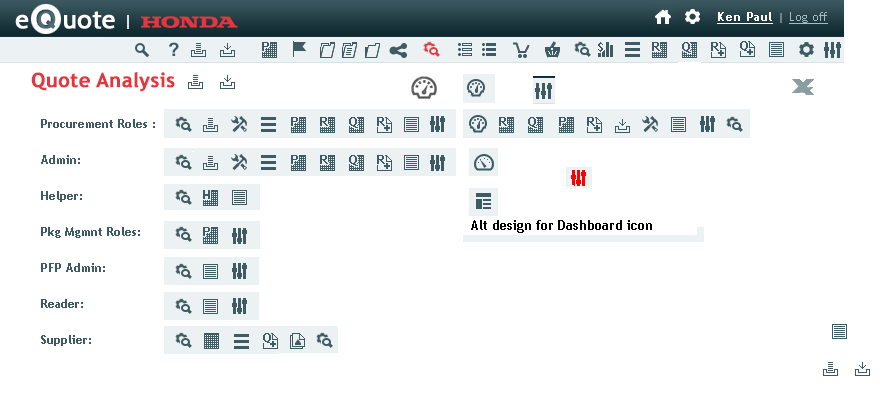 eQuote | HONDA
Ken Paul | Log off
Quote Analysis
Procurement Roles :
Admin:
Helper:
Pkg Mgmnt Roles:
PFP Admin:
Reader:
Supplier:
Alt design for Dashboard icon